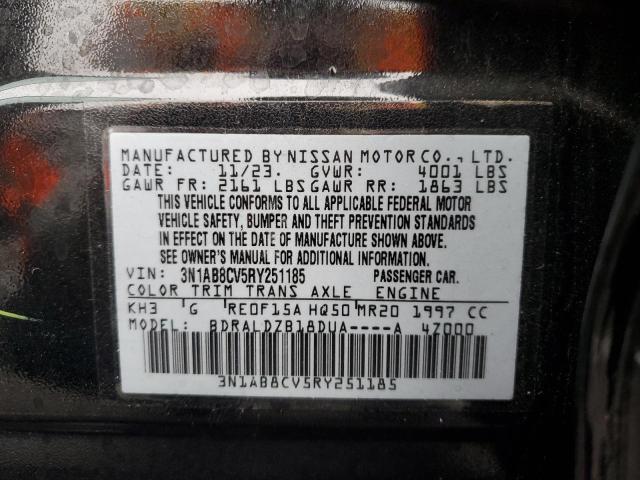 MANUFACTURED BY NISSAN MOTOR CO., LTD.
DATE: 11/23. GVWR: 4001 LBS
GAWR FR: 2161 LBS GAWR RR: 1863 LBS
THIS VEHICLE CONFORMS TO ALL APPLICABLE FEDERAL MOTOR
VEHICLE SAFETY, BUMPER AND THEFT PREVENTION STANDARDS
IN EFFECT ON THE DATE OF MANUFACTURE SHOWN ABOVE.
SEE OWNER'S MANUAL FOR ADDITIONAL INFORMATION.
VIN: 3N1AB8CV5RY251185 PASSENGER CAR.
COLOR TRIM TRANS AXLE ENGINE
KH3 G RE0F15A HQ50 MR20 1997 CC
MODEL: BDRALDZB18DUA----A 4Z000
3N1AB8CV5RY251185